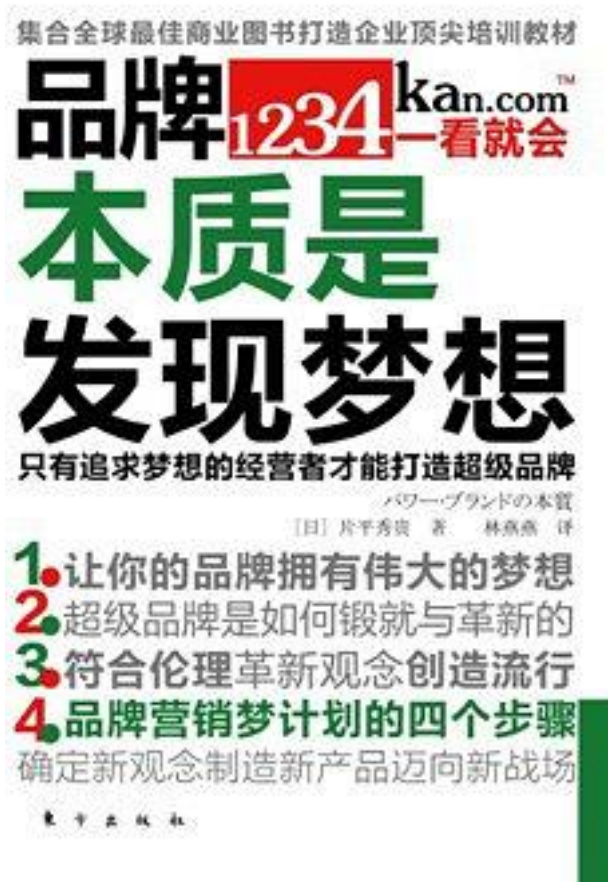 集合全球最佳商业图书打造企业顶尖培训教材
品牌1234kan.com™
一看就会
本质是
发现梦想
只有追求梦想的经营者才能打造超级品牌
パワー·ブランドの本質
[日] 片平秀贵 著 林燕燕 译
1.让你的品牌拥有伟大的梦想
2.超级品牌是如何锻就与革新的
3.符合伦理革新观念创造流行
4.品牌营销梦计划的四个步骤
确定新观念制造新产品迈向新战场
东方出版社